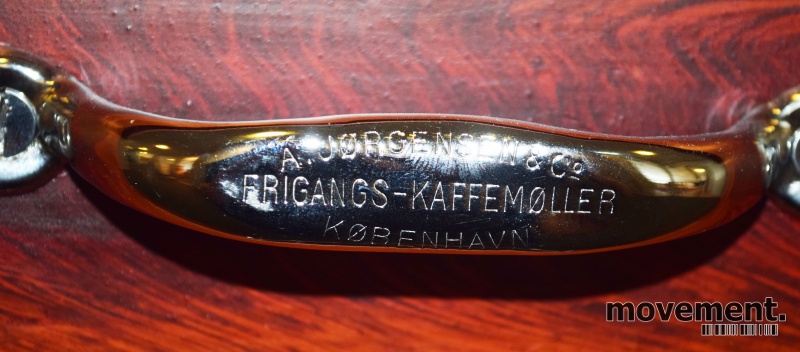 A. JØRGENSEN & Co.
FRIGANGS-KAFFEMØLLER
KØBENHAVN
movement.